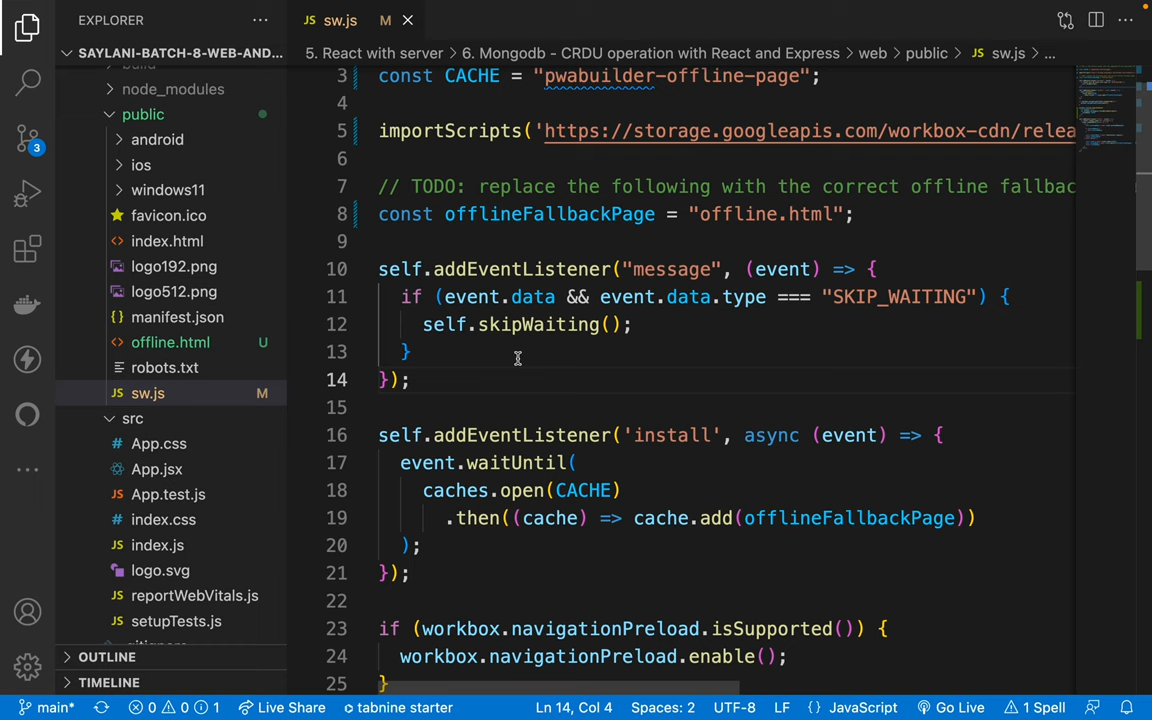 EXPLORER
JS sw.js M
SAYLANI-BATCH-8-WEB-AND...
5. React with server > 6. Mongodb - CRDU operation with React and Express > web > public > JS sw.js > ...
node_modules
public
android
ios
windows11
favicon.ico
index.html
logo192.png
logo512.png
manifest.json
offline.html U
robots.txt
JS sw.js M
src
App.css
App.jsx
JS App.test.js
index.css
JS index.js
logo.svg
JS reportWebVitals.js
JS setupTests.js
OUTLINE
TIMELINE
3
3 const CACHE = "pwabuilder-offline-page";
4
5 importScripts('https://storage.googleapis.com/workbox-cdn/relea
6
7 // TODO: replace the following with the correct offline fallbac
8 const offlineFallbackPage = "offline.html";
9
10 self.addEventListener("message", (event) => {
11 if (event.data && event.data.type === "SKIP_WAITING") {
12 self.skipWaiting();
13 }
14 });
15
16 self.addEventListener('install', async (event) => {
17 event.waitUntil(
18 caches.open(CACHE)
19 .then((cache) => cache.add(offlineFallbackPage))
20 );
21 });
22
23 if (workbox.navigationPreload.isSupported()) {
24 workbox.navigationPreload.enable();
25 }
main* 0 0 1 Live Share tabnine starter Ln 14, Col 4 Spaces: 2 UTF-8 LF {} JavaScript Go Live 1 Spell